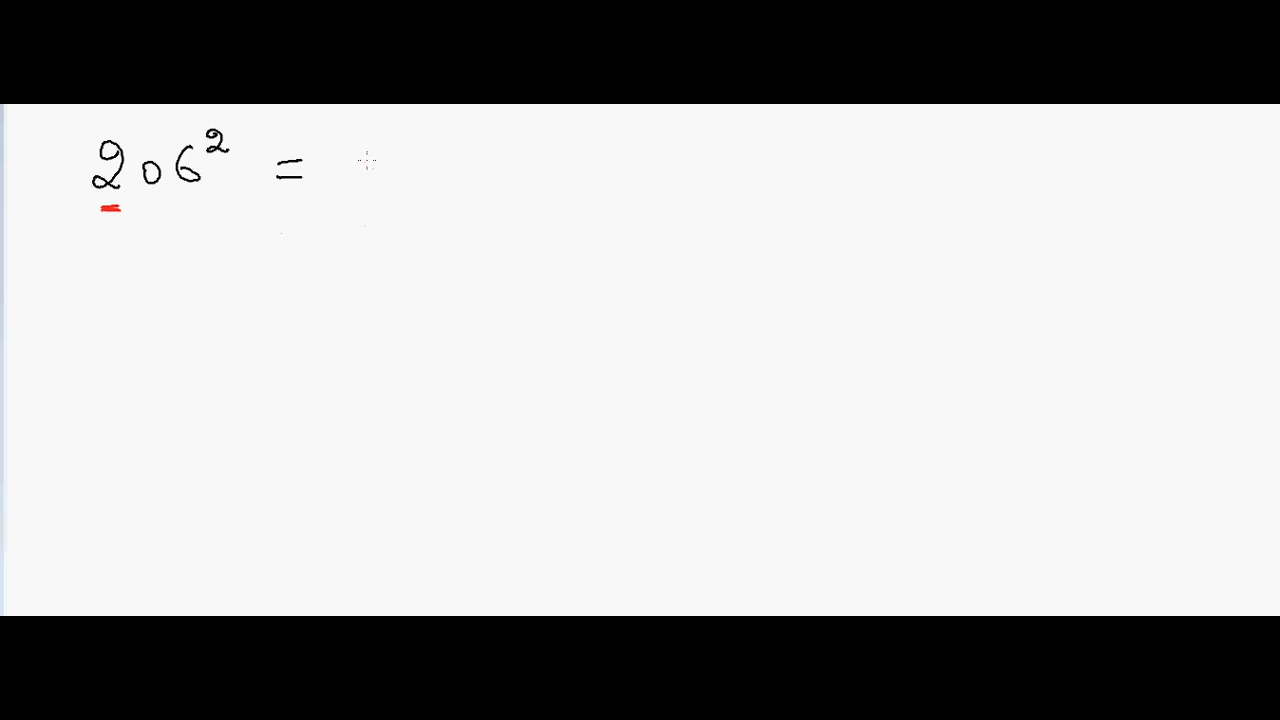 206² =